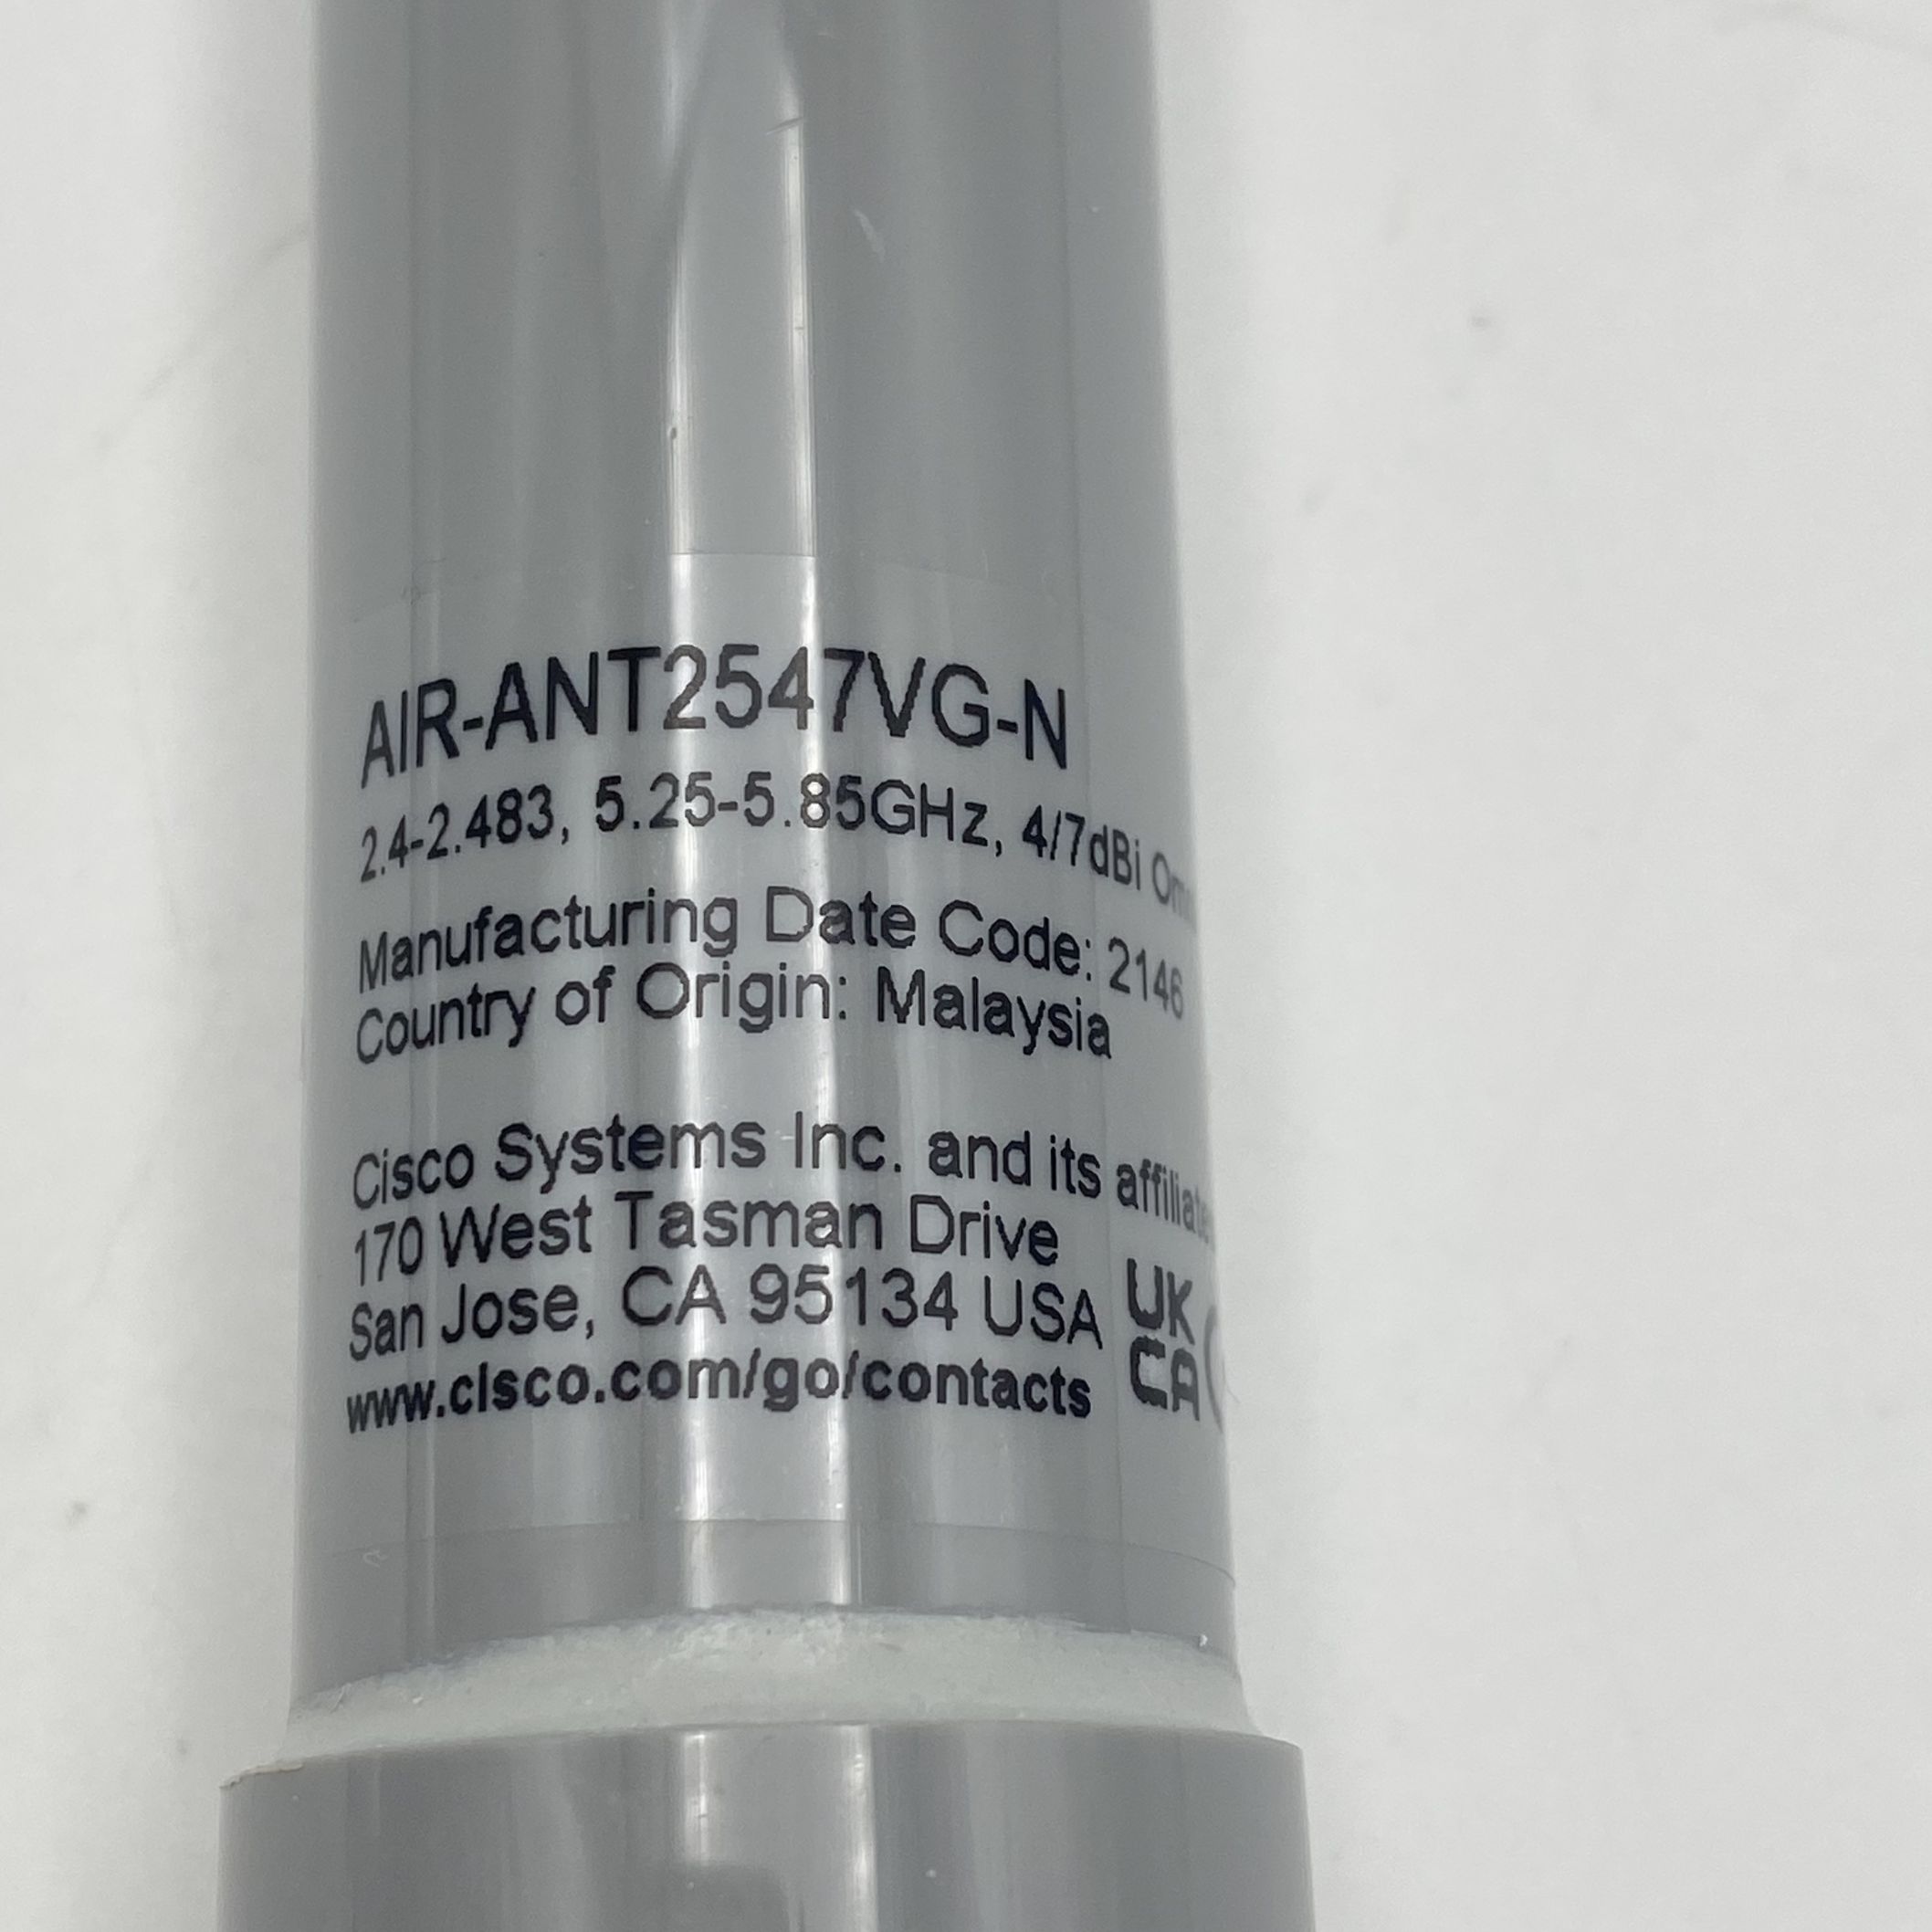 AIR-ANT2547VG-N
2.4-2.483, 5.25-5.85GHz, 4/7dBi
Manufacturing Date Code: 2146
Country of Origin: Malaysia
Cisco Systems Inc. and its
170 West Tasman Drive
San Jose, CA 95134 USA
www.cisco.com/go/contacts
UK
CA